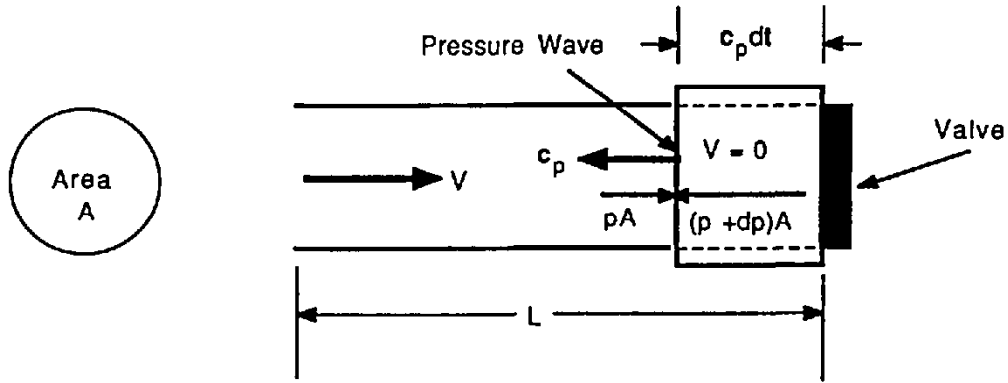 c_p dt
Pressure Wave
Valve
V = 0
c_p
Area
A
V
pA
(p +dp)A
L